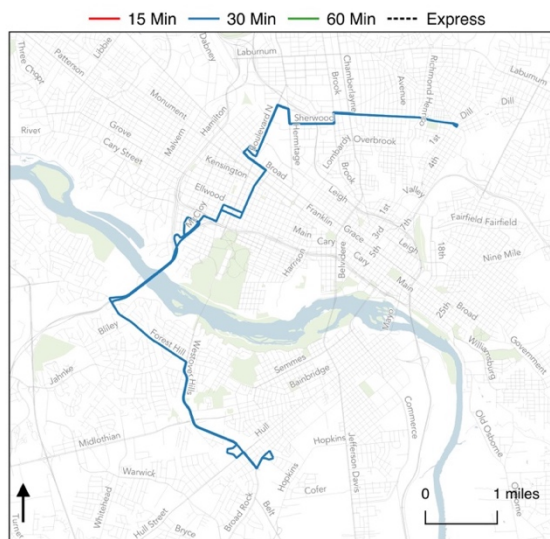 15 Min 30 Min 60 Min Express
Three Chopt
Patterson
Libbie
Dabney
Laburnum
Monument
Hamilton
Boulevard N
Brook
Chamberlayne
Avenue
Richmond Henrico
Laburnum
Dill
Dill
Sherwood
Hermitage
Lombardy
Overbrook
1st
4th
River
Grove
Cary Street
Malvern
Kensington
Broad
Brook
Leigh
Valley
Ellwood
McCloy
Franklin
1st
3rd
7th
Fairfield Fairfield
Grace
Leigh
18th
Nine Mile
Main
Cary
Cary
5th
Harrison
Belvidere
Main
25th
Broad
Mayo
Williamsburg
Government
Bliley
Forest Hill
Westover Hills
Semmes
Bainbridge
Jahnke
Midlothian
Hull
Hopkins
Commerce
Old Osborne
Osborne
Jefferson Davis
Warwick
Whitehead
Hull Street
Bryce
Broad Rock
Belt
Hopkins
Cofer
Turner
0 1 miles